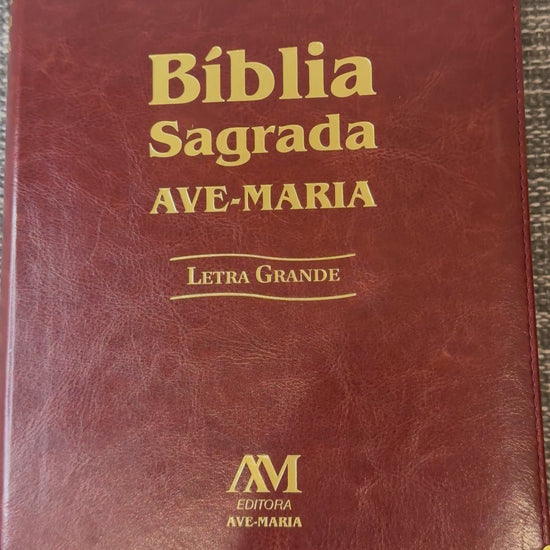 Bíblia
Sagrada
AVE-MARIA
LETRA GRANDE
AM
EDITORA
AVE-MARIA